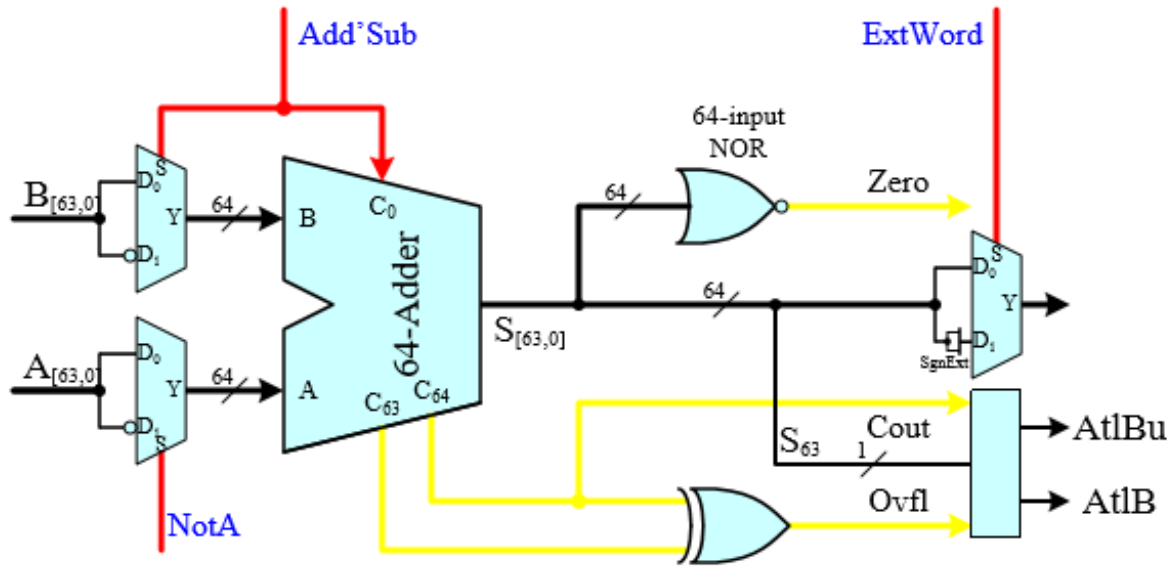 Add'Sub
ExtWord
64-input
NOR
Zero
B[63,0]
S
D0
D1
Y
64
B
C0
64-Adder
64
S
D0
D1
Y
SgnExt
64
S[63,0]
A[63,0]
D0
D1
S
Y
64
A
C63
C64
S63
1
Cout
Ovfl
AtlBu
AtlB
NotA